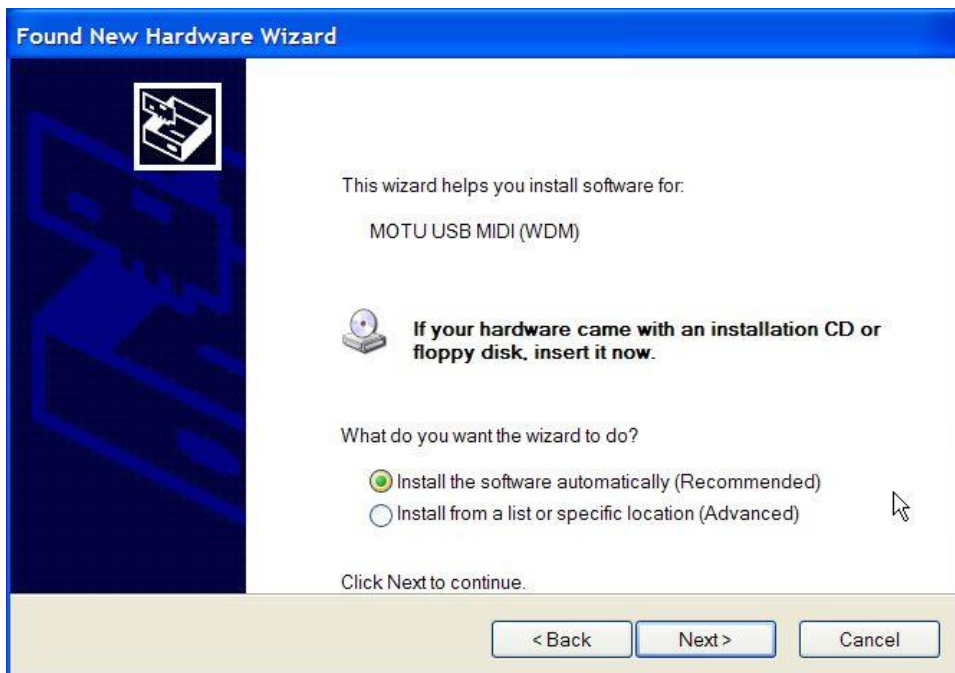 Found New Hardware Wizard
This wizard helps you install software for:
MOTU USB MIDI (WDM)
If your hardware came with an installation CD or
floppy disk, insert it now.
What do you want the wizard to do?
Install the software automatically (Recommended)
Install from a list or specific location (Advanced)
Click Next to continue.
< Back
Next >
Cancel